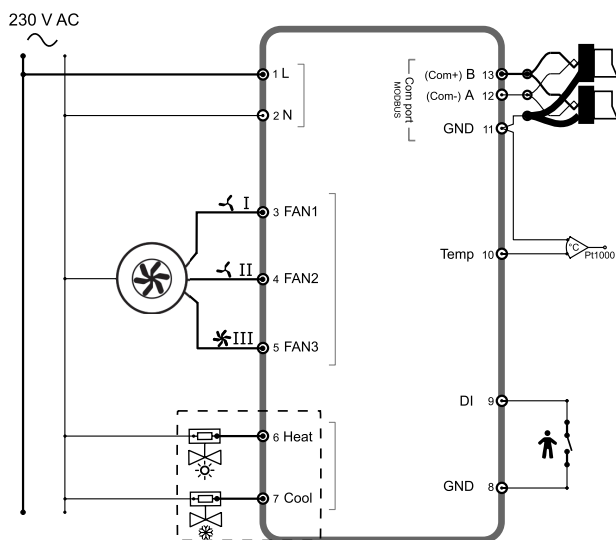 230 V AC
1 L
2 N
I
3 FAN1
II
4 FAN2
III
5 FAN3
6 Heat
7 Cool
(Com+) B 13
(Com-) A 12
GND 11
Com port
MODBUS
Temp 10
°C
Pt1000
DI 9
GND 8